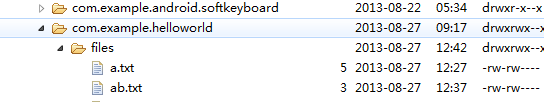 com.example.android.softkeyboard 2013-08-22 05:34 drwxr-x--x
com.example.helloworld 2013-08-27 09:17 drwxrwx--x
files 2013-08-27 12:42 drwxrwx--x
a.txt 5 2013-08-27 12:27 -rw-rw----
ab.txt 3 2013-08-27 12:37 -rw-rw----